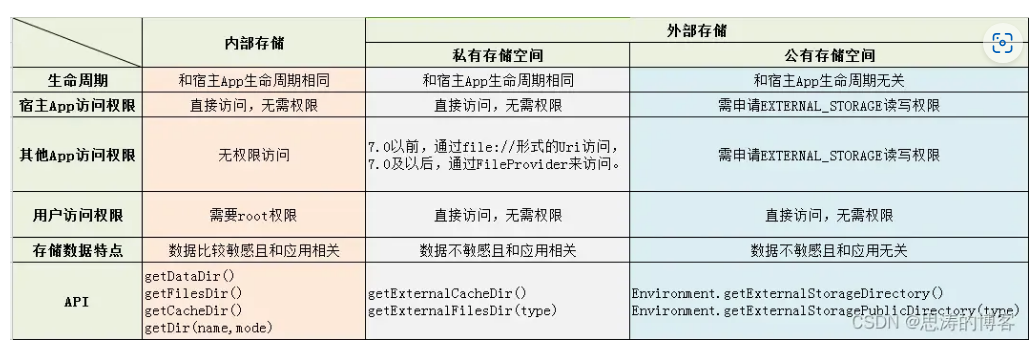 内部存储
外部存储
私有存储空间
公有存储空间
生命周期
和宿主App生命周期相同
和宿主App生命周期相同
和宿主App生命周期无关
宿主App访问权限
直接访问，无需权限
直接访问，无需权限
需申请EXTERNAL_STORAGE读写权限
其他App访问权限
无权限访问
7.0以前，通过file://形式的Uri访问，
7.0及以后，通过FileProvider来访问。
需申请EXTERNAL_STORAGE读写权限
用户访问权限
需要root权限
直接访问，无需权限
直接访问，无需权限
存储数据特点
数据比较敏感且和应用相关
数据不敏感且和应用相关
数据不敏感且和应用无关
API
getDataDir()
getFilesDir()
getCacheDir()
getDir(name,mode)
getExternalCacheDir()
getExternalFilesDir(type)
Environment.getExternalStorageDirectory()
Environment.getExternalStoragePublicDirectory(type)
CSDN @思涛的博客